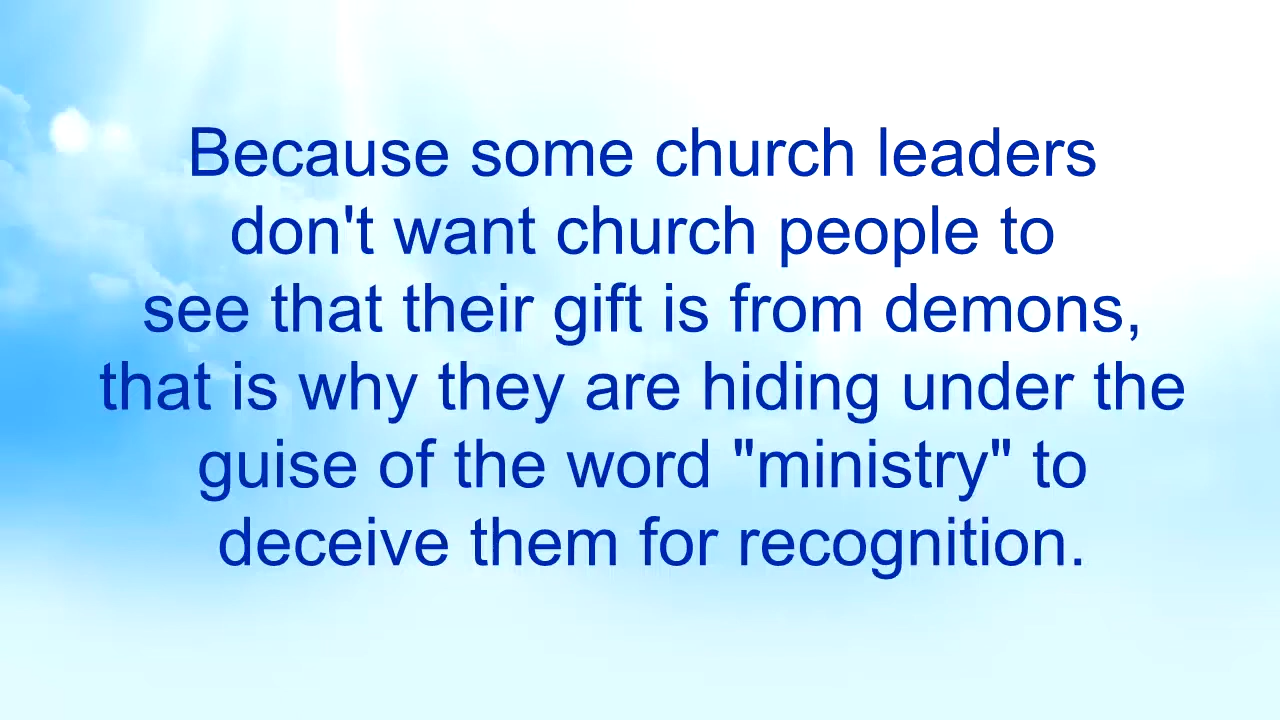 Because some church leaders
don't want church people to
see that their gift is from demons,
that is why they are hiding under the
guise of the word "ministry" to
deceive them for recognition.